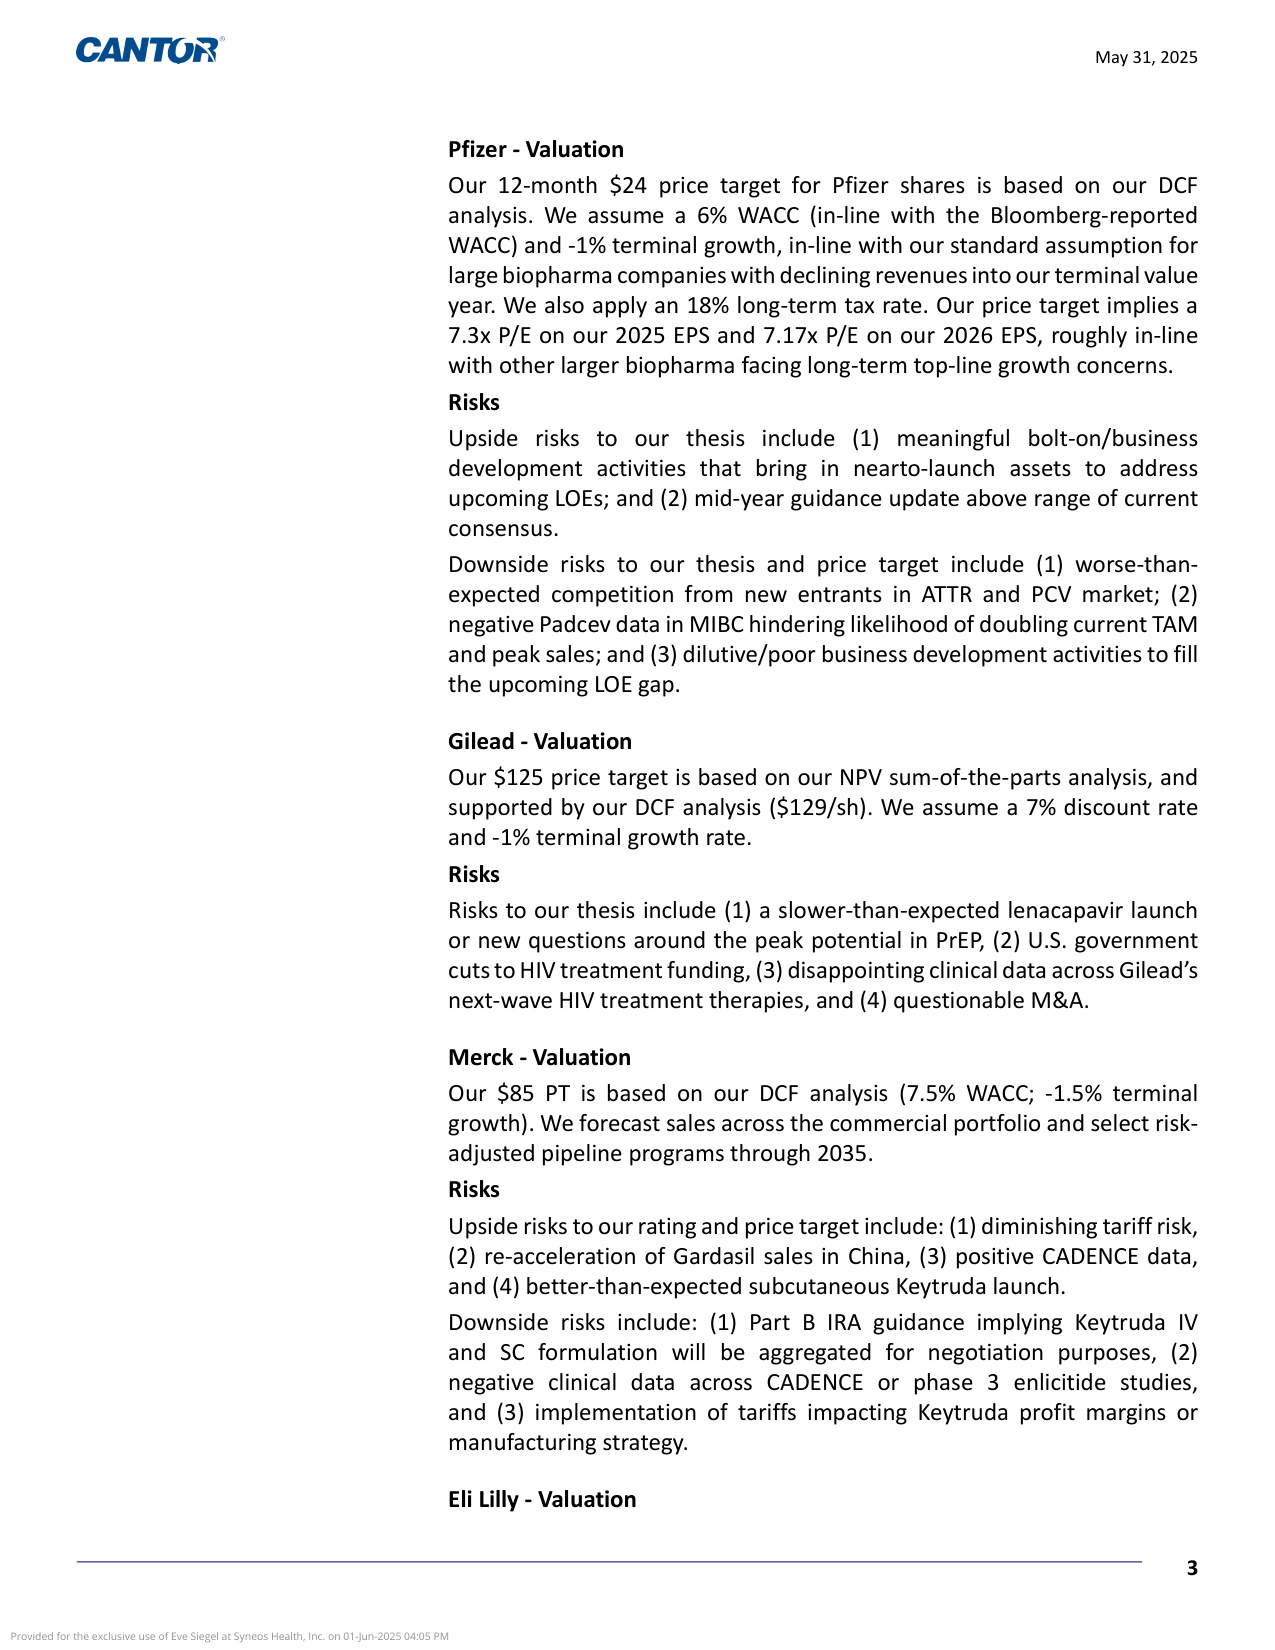 CANTOR®
May 31, 2025
Pfizer - Valuation
Our 12-month $24 price target for Pfizer shares is based on our DCF
analysis. We assume a 6% WACC (in-line with the Bloomberg-reported
WACC) and -1% terminal growth, in-line with our standard assumption for
large biopharma companies with declining revenues into our terminal value
year. We also apply an 18% long-term tax rate. Our price target implies a
7.3x P/E on our 2025 EPS and 7.17x P/E on our 2026 EPS, roughly in-line
with other larger biopharma facing long-term top-line growth concerns.
Risks
Upside risks to our thesis include (1) meaningful bolt-on/business
development activities that bring in nearto-launch assets to address
upcoming LOEs; and (2) mid-year guidance update above range of current
consensus.
Downside risks to our thesis and price target include (1) worse-than-
expected competition from new entrants in ATTR and PCV market; (2)
negative Padcev data in MIBC hindering likelihood of doubling current TAM
and peak sales; and (3) dilutive/poor business development activities to fill
the upcoming LOE gap.
Gilead - Valuation
Our $125 price target is based on our NPV sum-of-the-parts analysis, and
supported by our DCF analysis ($129/sh). We assume a 7% discount rate
and -1% terminal growth rate.
Risks
Risks to our thesis include (1) a slower-than-expected lenacapavir launch
or new questions around the peak potential in PrEP, (2) U.S. government
cuts to HIV treatment funding, (3) disappointing clinical data across Gilead’s
next-wave HIV treatment therapies, and (4) questionable M&A.
Merck - Valuation
Our $85 PT is based on our DCF analysis (7.5% WACC; -1.5% terminal
growth). We forecast sales across the commercial portfolio and select risk-
adjusted pipeline programs through 2035.
Risks
Upside risks to our rating and price target include: (1) diminishing tariff risk,
(2) re-acceleration of Gardasil sales in China, (3) positive CADENCE data,
and (4) better-than-expected subcutaneous Keytruda launch.
Downside risks include: (1) Part B IRA guidance implying Keytruda IV
and SC formulation will be aggregated for negotiation purposes, (2)
negative clinical data across CADENCE or phase 3 enlicitide studies,
and (3) implementation of tariffs impacting Keytruda profit margins or
manufacturing strategy.
Eli Lilly - Valuation
3
Provided for the exclusive use of Eve Siegel at Syneos Health, Inc. on 01-Jun-2025 04:05 PM